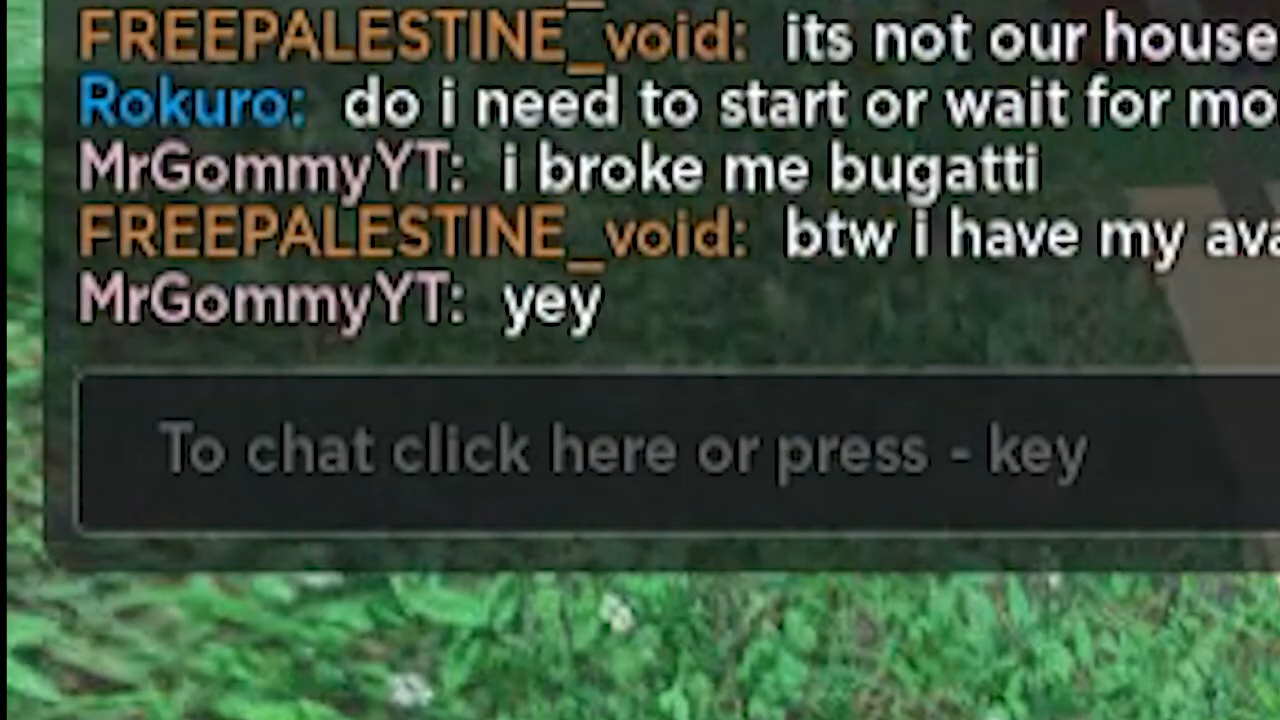 FREEPALESTINE_void: its not our house
Rokuro: do i need to start or wait for mo
MrGommyYT: i broke me bugatti
FREEPALESTINE_void: btw i have my ava
MrGommyYT: yey
To chat click here or press - key